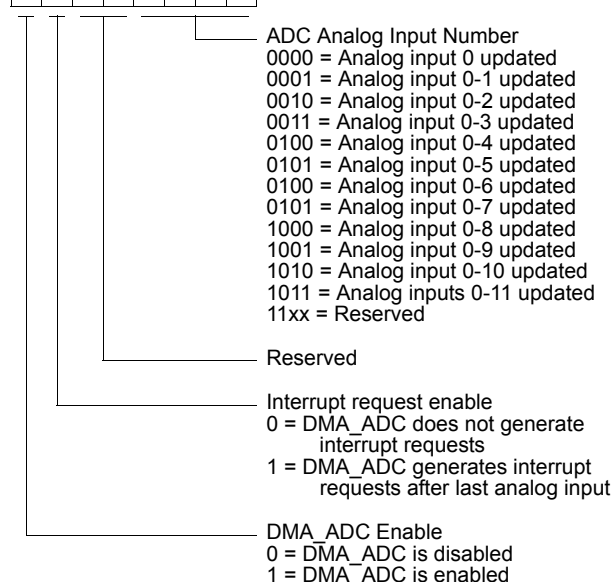 ADC Analog Input Number
0000 = Analog input 0 updated
0001 = Analog input 0-1 updated
0010 = Analog input 0-2 updated
0011 = Analog input 0-3 updated
0100 = Analog input 0-4 updated
0101 = Analog input 0-5 updated
0100 = Analog input 0-6 updated
0101 = Analog input 0-7 updated
1000 = Analog input 0-8 updated
1001 = Analog input 0-9 updated
1010 = Analog input 0-10 updated
1011 = Analog inputs 0-11 updated
11xx = Reserved
Reserved
Interrupt request enable
0 = DMA_ADC does not generate
interrupt requests
1 = DMA_ADC generates interrupt
requests after last analog input
DMA_ADC Enable
0 = DMA_ADC is disabled
1 = DMA_ADC is enabled